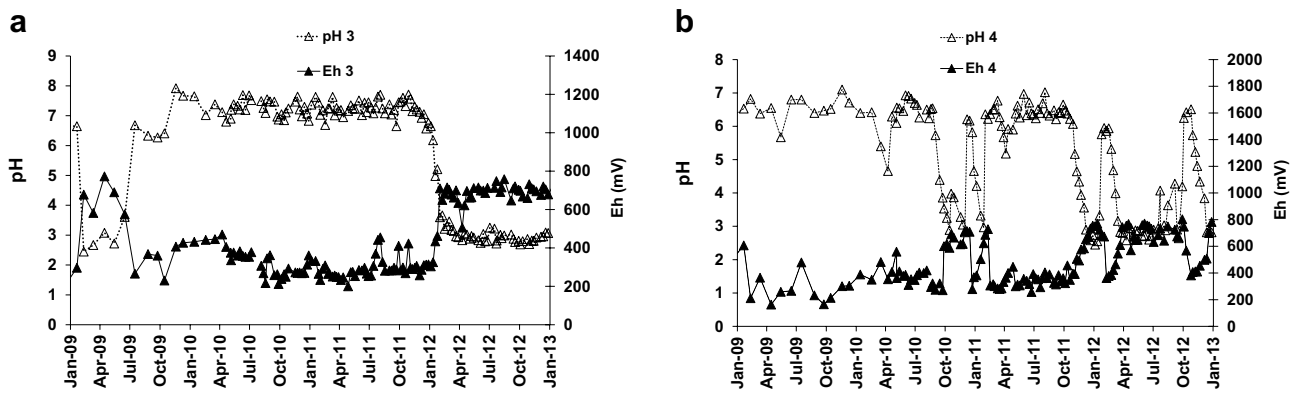 a
pH 3
Eh 3
pH
9
8
7
6
5
4
3
2
1
0
1400
1200
1000
800
600
400
200
0
Eh (mV)
Jan-09
Apr-09
Jul-09
Oct-09
Jan-10
Apr-10
Jul-10
Oct-10
Jan-11
Apr-11
Jul-11
Oct-11
Jan-12
Apr-12
Jul-12
Oct-12
Jan-13
b
pH 4
Eh 4
pH
8
7
6
5
4
3
2
1
0
2000
1800
1600
1400
1200
1000
800
600
400
200
0
Eh (mV)
Jan-09
Apr-09
Jul-09
Oct-09
Jan-10
Apr-10
Jul-10
Oct-10
Jan-11
Apr-11
Jul-11
Oct-11
Jan-12
Apr-12
Jul-12
Oct-12
Jan-13